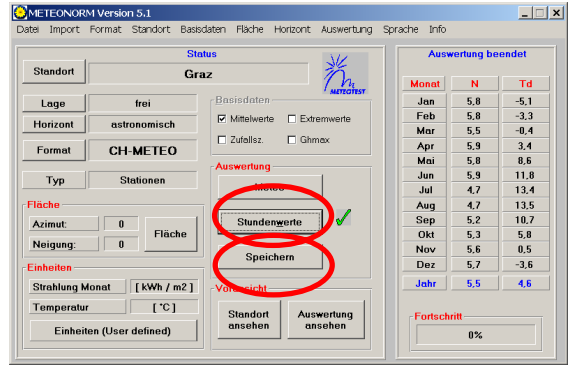 METEONORM Version 5.1
Datei Import Format Standort Basisdaten Fläche Horizont Auswertung Sprache Info
Status
Standort
Graz
METEOTEST
Lage
frei
Horizont
astronomisch
Format
CH-METEO
Typ
Stationen
Basisdaten
Mittelwerte
Extremwerte
Zufallsz.
Ghmax
Auswertung
Meteo
Stundenwerte
Speichern
Fläche
Azimut:
0
Neigung:
0
Fläche
Einheiten
Strahlung Monat
[ kWh / m2 ]
Temperatur
[ °C ]
Einheiten (User defined)
Voransicht
Standort
ansehen
Auswertung
ansehen
Auswertung beendet
Monat N Td
Jan 5,8 -5,1
Feb 5,8 -3,3
Mar 5,5 -0,4
Apr 5,9 3,4
Mai 5,8 8,6
Jun 5,9 11,8
Jul 4,7 13,4
Aug 4,7 13,5
Sep 5,2 10,7
Okt 5,3 5,8
Nov 5,6 0,5
Dez 5,7 -3,6
Jahr 5,5 4,6
Fortschritt
0%